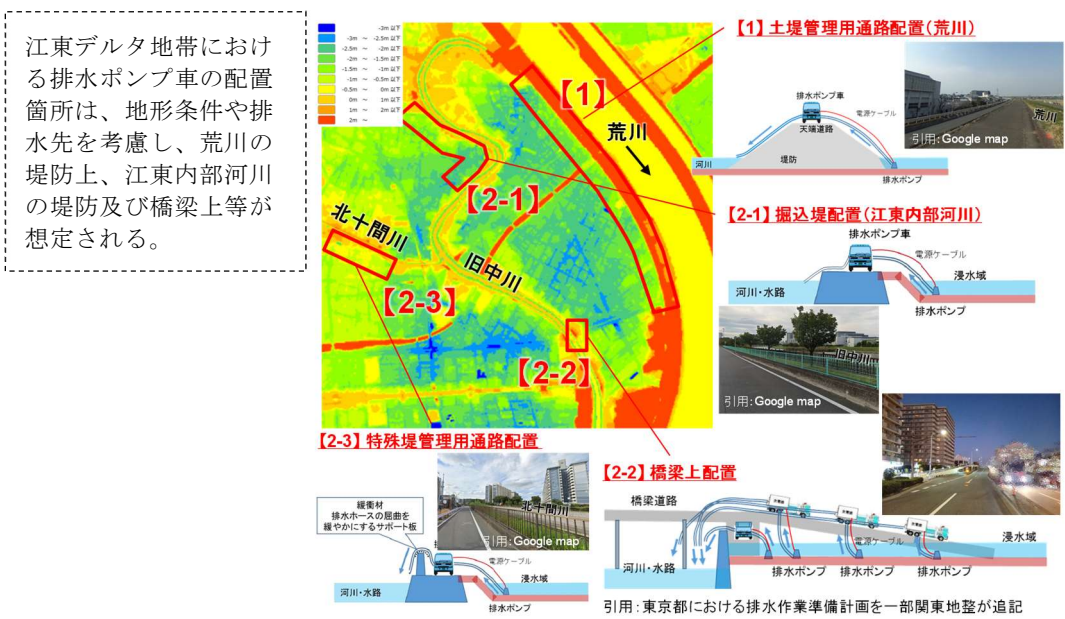 江東デルタ地帯におけ
る排水ポンプ車の配置
箇所は、地形条件や排
水先を考慮し、荒川の
堤防上、江東内部河川
の堤防及び橋梁上等が
想定される。
-3m 以下
-3m ～ -2.5m 以下
-2.5m ～ -2m 以下
-2m ～ -1.5m 以下
-1.5m ～ -1m 以下
-1m ～ -0.5m 以下
-0.5m ～ 0m 以下
0m ～ 1m 以下
1m ～ 2m 以下
2m ～
【1】
荒川
【2-1】
北十間川
旧中川
【2-3】
【2-2】
【1】土堤管理用通路配置(荒川)
排水ポンプ車
電源ケーブル
天端道路
河川
堤防
排水ポンプ
荒川
引用：Google map
【2-1】掘込堤配置(江東内部河川)
排水ポンプ車
電源ケーブル
浸水域
河川・水路
排水ポンプ
旧中川
引用：Google map
【2-3】特殊堤管理用通路配置
緩衝材
排水ホースの屈曲を
緩やかにするサポート板
北十間川
引用：Google map
電源ケーブル
浸水域
河川・水路
排水ポンプ
【2-2】橋梁上配置
橋梁道路
電源ケーブル
浸水域
河川・水路
排水ポンプ 排水ポンプ 排水ポンプ
引用：東京都における排水作業準備計画を一部関東地整が追記